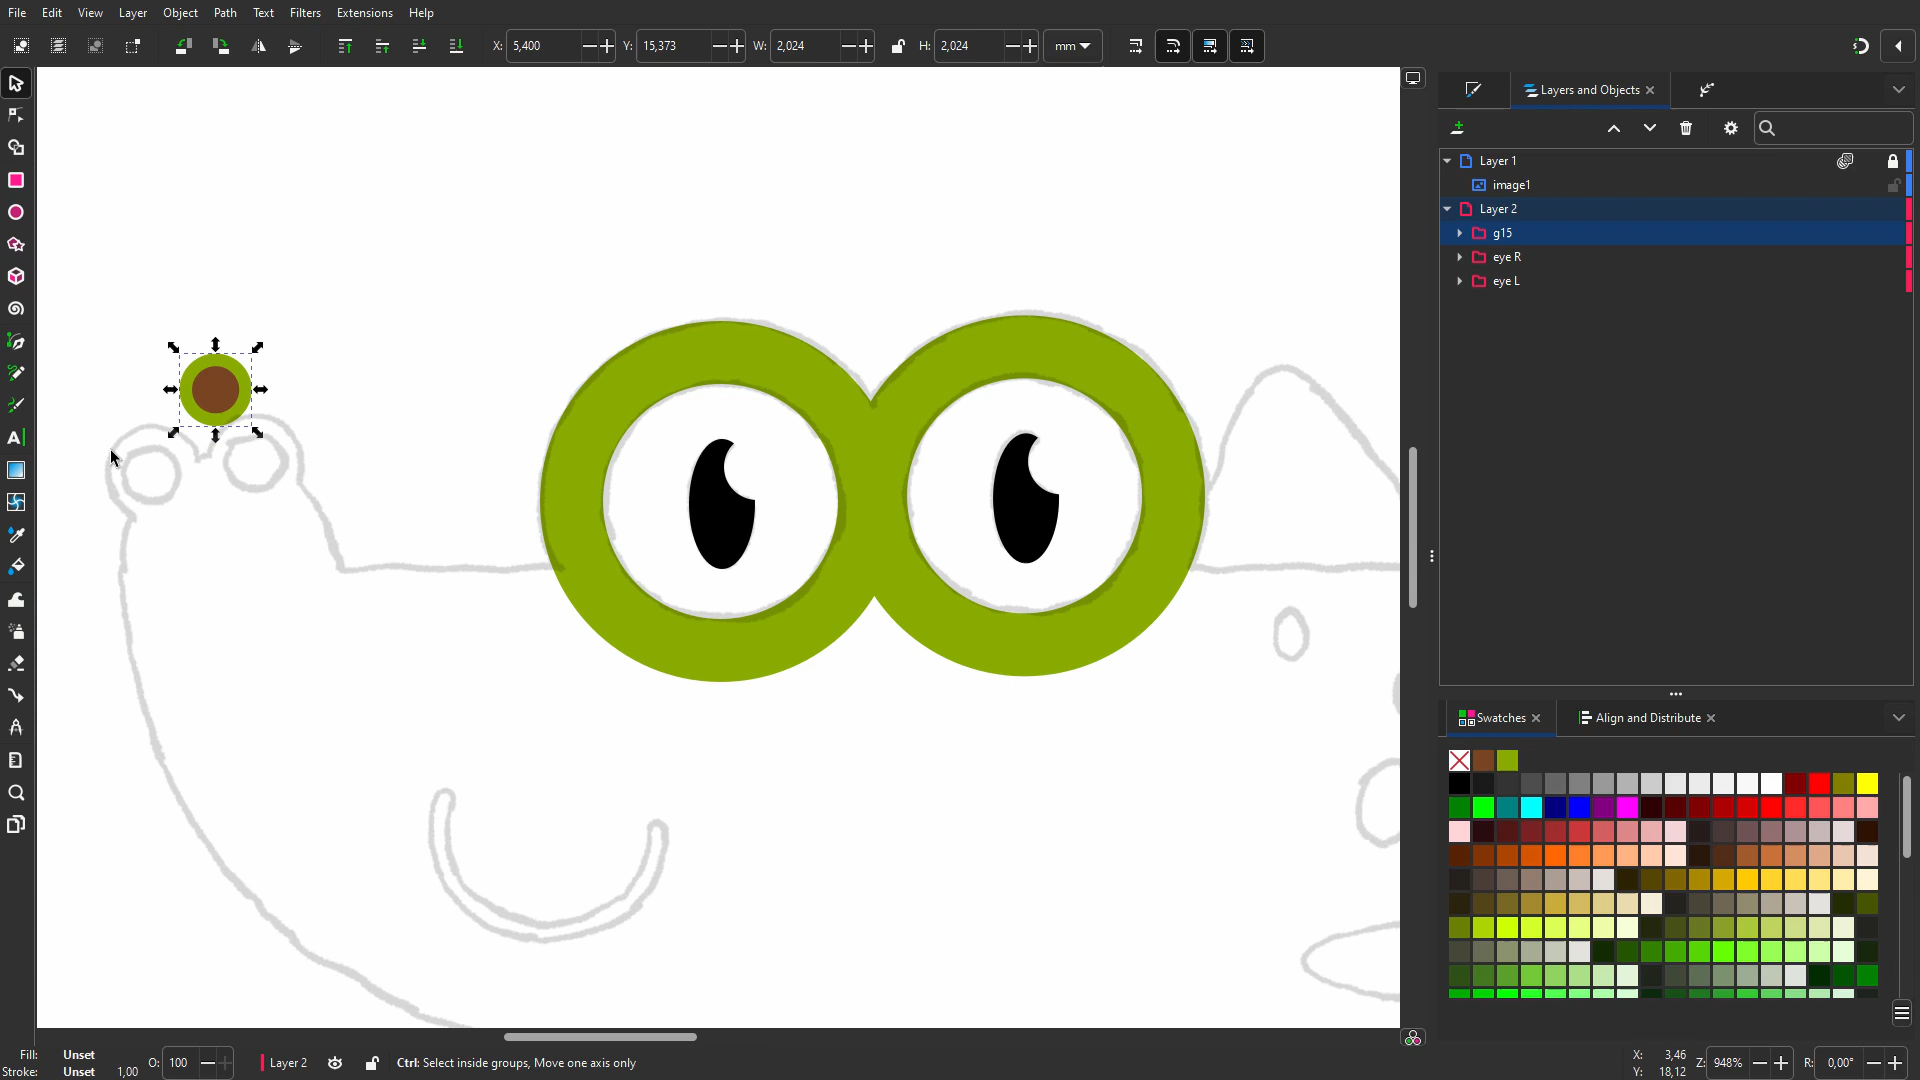 File Edit View Layer Object Path Text Filters Extensions Help
X: 5,400 Y: 15,373 W: 2,024 H: 2,024 mm
Layers and Objects
Layer 1
image1
Layer 2
g15
eye R
eye L
Swatches Align and Distribute
Fill: Unset
Stroke: Unset 1,00
O: 100
Layer 2
Ctrl: Select inside groups, Move one axis only
X: 3,46
Y: 18,12
Z: 948%
R: 0,00°